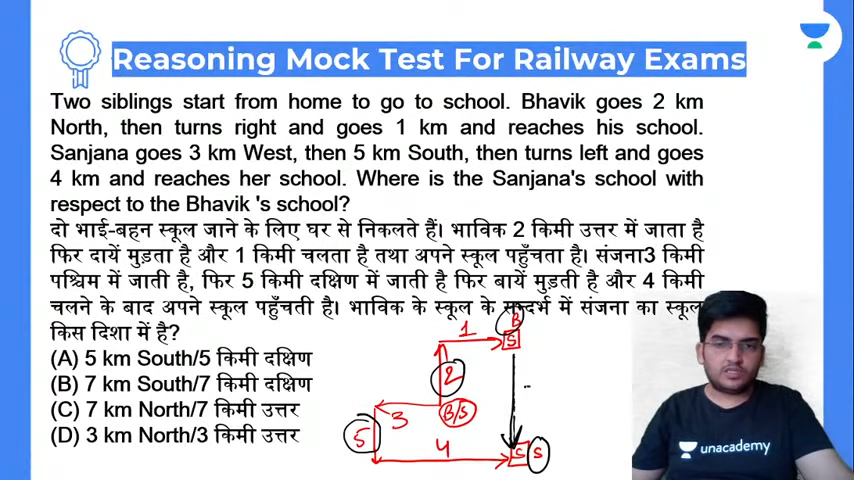 Reasoning Mock Test For Railway Exams
Two siblings start from home to go to school. Bhavik goes 2 km
North, then turns right and goes 1 km and reaches his school.
Sanjana goes 3 km West, then 5 km South, then turns left and goes
4 km and reaches her school. Where is the Sanjana's school with
respect to the Bhavik 's school?
दो भाई-बहन स्कूल जाने के लिए घर से निकलते हैं। भाविक 2 किमी उत्तर में जाता है
फिर दायें मुड़ता है और 1 किमी चलता है तथा अपने स्कूल पहुँचता है। संजना3 किमी
पश्चिम में जाती है, फिर 5 किमी दक्षिण में जाती है फिर बायें मुड़ती है और 4 किमी
चलने के बाद अपने स्कूल पहुँचती है। भाविक के स्कूल के सन्दर्भ में संजना का स्कूल
किस दिशा में है?
(A) 5 km South/5 किमी दक्षिण
(B) 7 km South/7 किमी दक्षिण
(C) 7 km North/7 किमी उत्तर
(D) 3 km North/3 किमी उत्तर
B
1
S
2
3
B/S
5
4
S S
unacademy